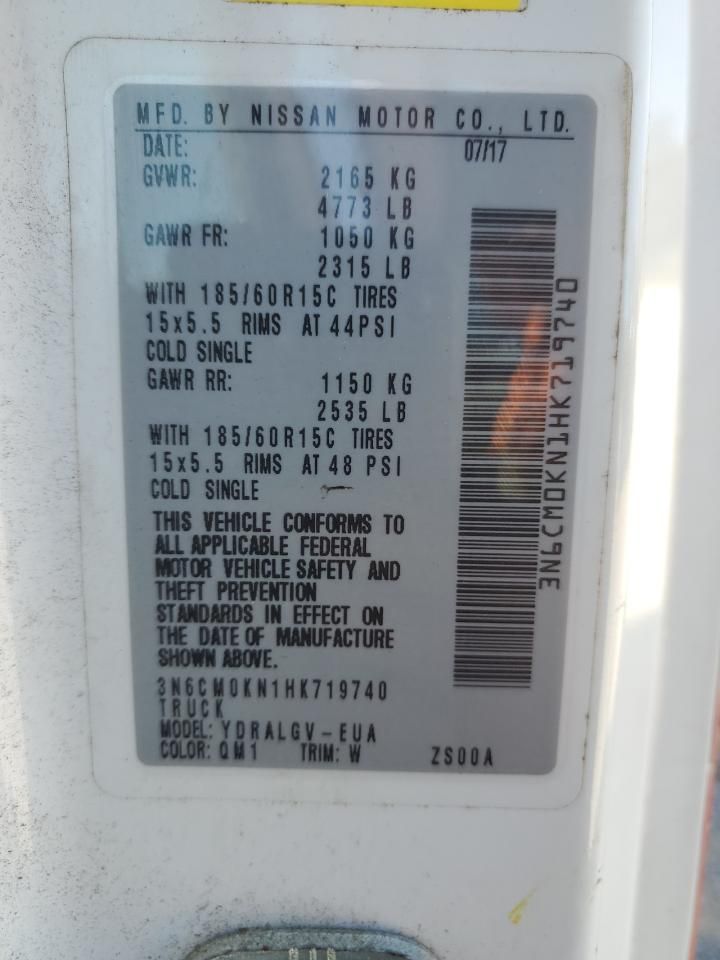 MFD. BY NISSAN MOTOR CO., LTD.
DATE: 07/17
GVWR: 2165 KG
4773 LB
GAWR FR: 1050 KG
2315 LB
WITH 185/60R15C TIRES
15x5.5 RIMS AT 44PSI
COLD SINGLE
GAWR RR: 1150 KG
2535 LB
WITH 185/60R15C TIRES
15x5.5 RIMS AT 48 PSI
COLD SINGLE
THIS VEHICLE CONFORMS TO
ALL APPLICABLE FEDERAL
MOTOR VEHICLE SAFETY AND
THEFT PREVENTION
STANDARDS IN EFFECT ON
THE DATE OF MANUFACTURE
SHOWN ABOVE.
3N6CM0KN1HK719740
TRUCK
MODEL: YDRALGV-EUA
COLOR: QM1 TRIM: W ZS00A
3N6CM0KN1HK719740